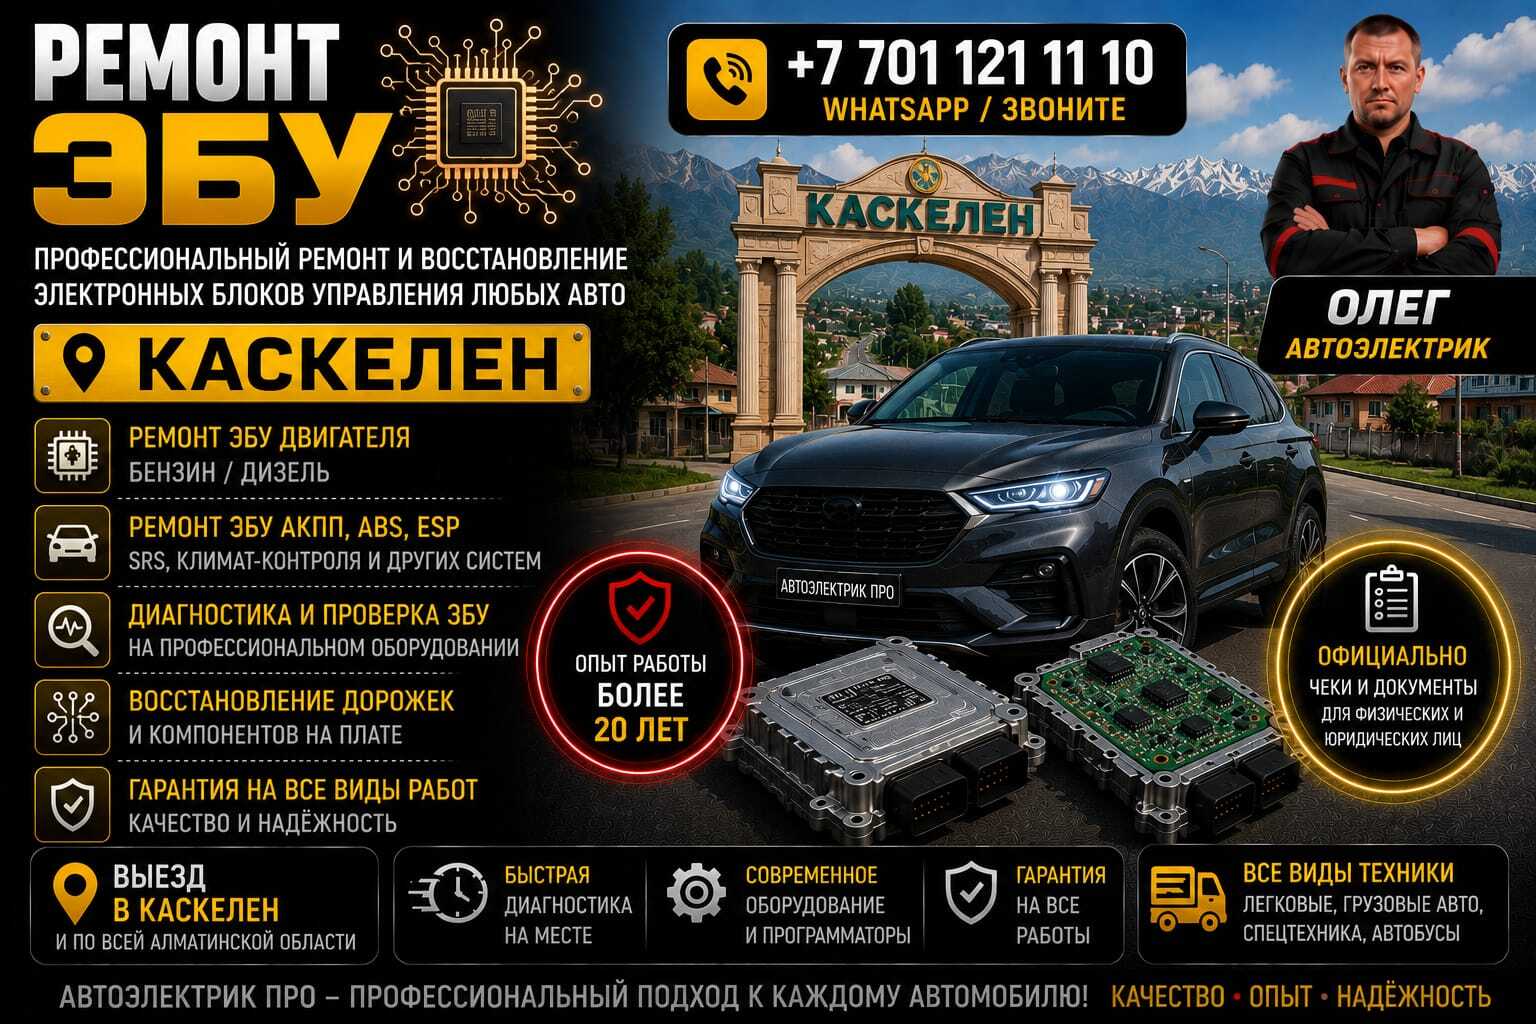 РЕМОНТ
ЭБУ
ПРОФЕССИОНАЛЬНЫЙ РЕМОНТ И ВОССТАНОВЛЕНИЕ
ЭЛЕКТРОННЫХ БЛОКОВ УПРАВЛЕНИЯ ЛЮБЫХ АВТО
КАСКЕЛЕН
РЕМОНТ ЭБУ ДВИГАТЕЛЯ
БЕНЗИН / ДИЗЕЛЬ
РЕМОНТ ЭБУ АКПП, ABS, ESP
SRS, КЛИМАТ-КОНТРОЛЯ И ДРУГИХ СИСТЕМ
ДИАГНОСТИКА И ПРОВЕРКА ЭБУ
НА ПРОФЕССИОНАЛЬНОМ ОБОРУДОВАНИИ
ВОССТАНОВЛЕНИЕ ДОРОЖЕК
И КОМПОНЕНТОВ НА ПЛАТЕ
ГАРАНТИЯ НА ВСЕ ВИДЫ РАБОТ
КАЧЕСТВО И НАДЁЖНОСТЬ
+7 701 121 11 10
WHATSAPP / ЗВОНИТЕ
КАСКЕЛЕН
ОЛЕГ
АВТОЭЛЕКТРИК
АВТОЭЛЕКТРИК ПРО
ОПЫТ РАБОТЫ
БОЛЕЕ
20 ЛЕТ
ОФИЦИАЛЬНО
ЧЕКИ И ДОКУМЕНТЫ
ДЛЯ ФИЗИЧЕСКИХ И
ЮРИДИЧЕСКИХ ЛИЦ
ВЫЕЗД
В КАСКЕЛЕН
И ПО ВСЕЙ АЛМАТИНСКОЙ ОБЛАСТИ
БЫСТРАЯ
ДИАГНОСТИКА
НА МЕСТЕ
СОВРЕМЕННОЕ
ОБОРУДОВАНИЕ
И ПРОГРАММАТОРЫ
ГАРАНТИЯ
НА ВСЕ
РАБОТЫ
ВСЕ ВИДЫ ТЕХНИКИ
ЛЕГКОВЫЕ, ГРУЗОВЫЕ АВТО,
СПЕЦТЕХНИКА, АВТОБУСЫ
АВТОЭЛЕКТРИК ПРО – ПРОФЕССИОНАЛЬНЫЙ ПОДХОД К КАЖДОМУ АВТОМОБИЛЮ! КАЧЕСТВО • ОПЫТ • НАДЁЖНОСТЬ